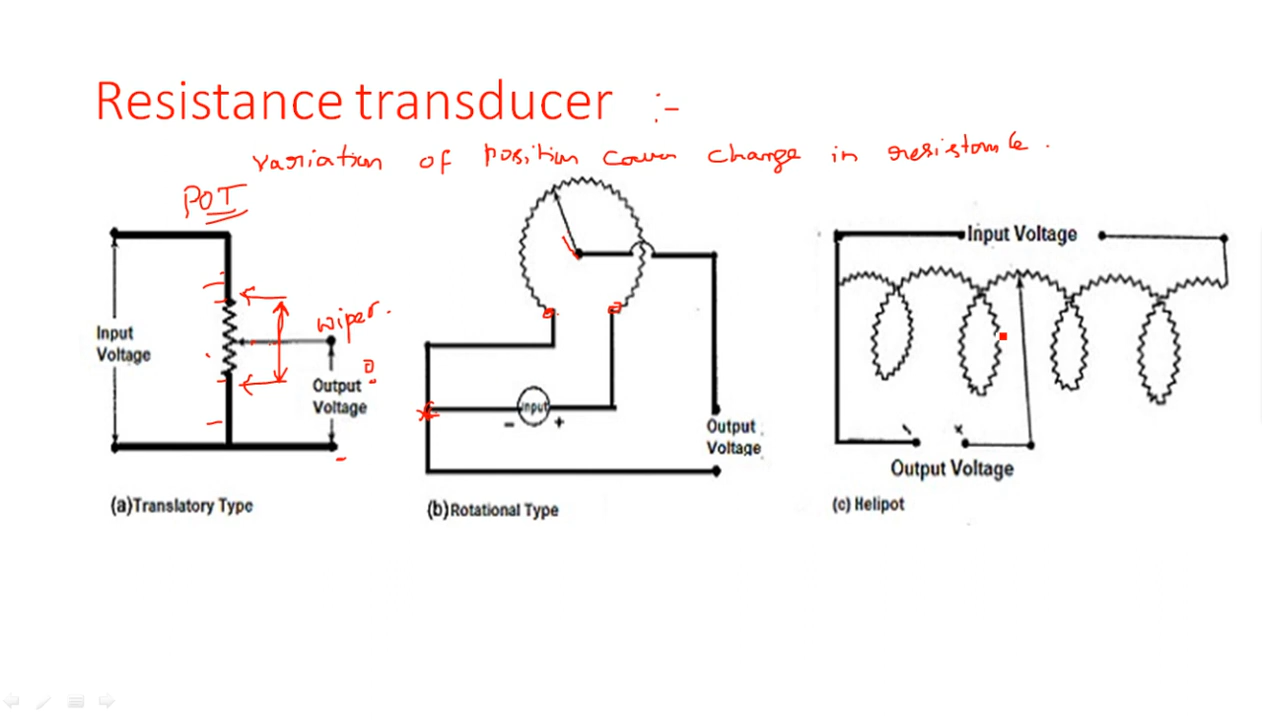 Resistance transducer :-
variation of position cause change in resistance.
POT
Input Voltage
wiper.
Input
Voltage
Output
Voltage
input
- +
Output
Voltage
Output Voltage
(a)Translatory Type
(b)Rotational Type
(c) Helipot